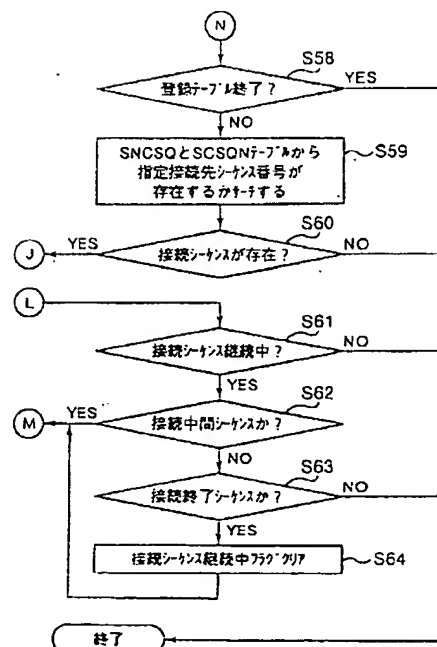 N
S58
登録テーブル終了?
YES
NO
SNCSQとSCSQNテーブルから
指定接続先シーケンス番号が
存在するかサーチする
S59
S60
YES
接続シーケンスが存在?
NO
J
L
S61
接続シーケンス継続中?
NO
YES
S62
YES
接続中間シーケンスか?
M
NO
S63
接続終了シーケンスか?
NO
YES
接続シーケンス継続中フラグクリア
S64
終了